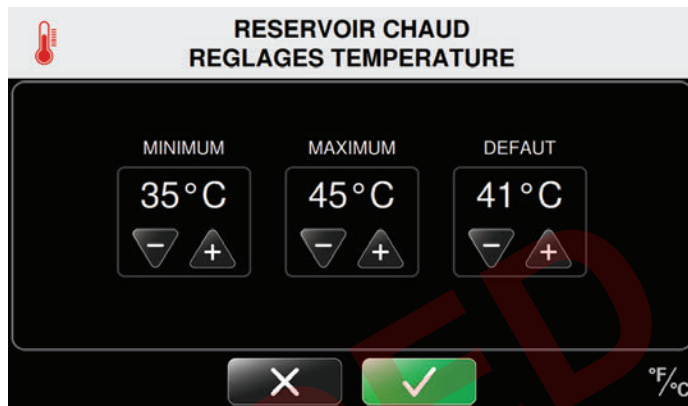 RESERVOIR CHAUD
REGLAGES TEMPERATURE
MINIMUM MAXIMUM DEFAUT
35°C 45°C 41°C
− + − + − +
°F/°C